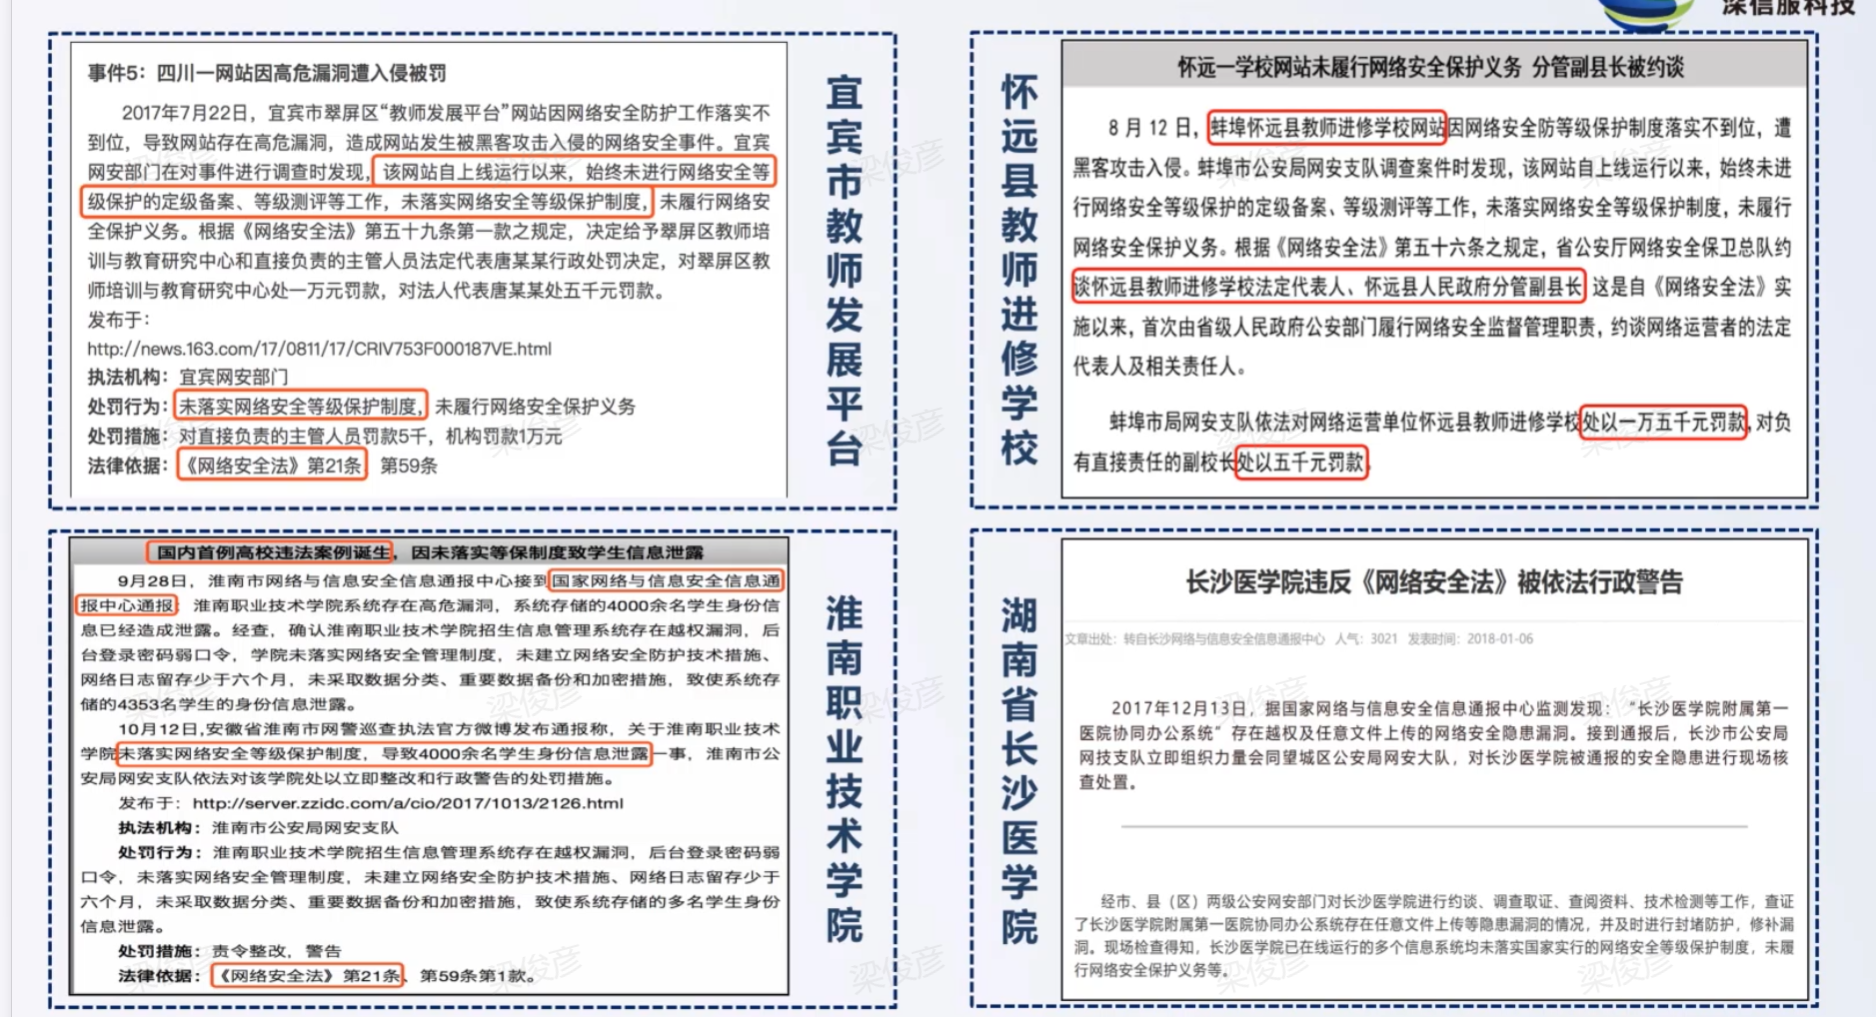 深信服科技
事件5：四川一网站因高危漏洞遭入侵被罚
2017年7月22日，宜宾市翠屏区“教师发展平台”网站因网络安全防护工作落实不
到位，导致网站存在高危漏洞，造成网站发生被黑客攻击入侵的网络安全事件。宜宾
网安部门在对事件进行调查时发现，该网站自上线运行以来，始终未进行网络安全等
级保护的定级备案、等级测评等工作，未落实网络安全等级保护制度，未履行网络安
全保护义务。根据《网络安全法》第五十九条第一款之规定，决定给予翠屏区教师培
训与教育研究中心和直接负责的主管人员法定代表唐某某行政处罚决定，对翠屏区教
师培训与教育研究中心处一万元罚款，对法人代表唐某某处五千元罚款。
发布于：
http://news.163.com/17/0811/17/CRIV753F000187VE.html
执法机构：宜宾网安部门
处罚行为：未落实网络安全等级保护制度，未履行网络安全保护义务
处罚措施：对直接负责的主管人员罚款5千，机构罚款1万元
法律依据：《网络安全法》第21条 第59条
宜宾市教师发展平台
怀远县教师进修学校
怀远一学校网站未履行网络安全保护义务 分管副县长被约谈
8月12日，蚌埠怀远县教师进修学校网站因网络安全防等级保护制度落实不到位，遭
黑客攻击入侵。蚌埠市公安局网安支队调查案件时发现，该网站自上线运行以来，始终未进
行网络安全等级保护的定级备案、等级测评等工作，未落实网络安全等级保护制度，未履行
网络安全保护义务。根据《网络安全法》第五十六条之规定，省公安厅网络安全保卫总队约
谈怀远县教师进修学校法定代表人、怀远县人民政府分管副县长 这是自《网络安全法》实
施以来，首次由省级人民政府公安部门履行网络安全监督管理职责，约谈网络运营者的法定
代表人及相关责任人。
蚌埠市局网安支队依法对网络运营单位怀远县教师进修学校处以一万五千元罚款，对负
有直接责任的副校长处以五千元罚款。
国内首例高校违法案例诞生，因未落实等保制度致学生信息泄露
9月28日，淮南市网络与信息安全信息通报中心接到国家网络与信息安全信息通
报中心通报：淮南职业技术学院系统存在高危漏洞，系统存储的4000余名学生身份信
息已经造成泄露。经查，确认淮南职业技术学院招生信息管理系统存在越权漏洞，后
台登录密码弱口令，学院未落实网络安全管理制度，未建立网络安全防护技术措施、
网络日志留存少于六个月，未采取数据分类、重要数据备份和加密措施，致使系统存
储的4353名学生的身份信息泄露。
10月12日,安徽省淮南市网警巡查执法官方微博发布通报称，关于淮南职业技术
学院未落实网络安全等级保护制度，导致4000余名学生身份信息泄露一事，淮南市公
安局网安支队依法对该学院处以立即整改和行政警告的处罚措施。
发布于：http://server.zzidc.com/a/cio/2017/1013/2126.html
执法机构：淮南市公安局网安支队
处罚行为：淮南职业技术学院招生信息管理系统存在越权漏洞，后台登录密码弱
口令，未落实网络安全管理制度，未建立网络安全防护技术措施、网络日志留存少于
六个月，未采取数据分类、重要数据备份和加密措施，致使系统存储的多名学生身份
信息泄露。
处罚措施：责令整改，警告
法律依据：《网络安全法》第21条、第59条第1款。
淮南职业技术学院
湖南省长沙医学院
长沙医学院违反《网络安全法》被依法行政警告
文章出处：转自长沙网络与信息安全信息通报中心 人气：3021 发表时间：2018-01-06
2017年12月13日，据国家网络与信息安全信息通报中心监测发现：“长沙医学院附属第一
医院协同办公系统”存在越权及任意文件上传的网络安全隐患漏洞。接到通报后，长沙市公安局
网技支队立即组织力量会同望城区公安局网安大队，对长沙医学院被通报的安全隐患进行现场核
查处置。
经市、县（区）两级公安网安部门对长沙医学院进行约谈、调查取证、查阅资料、技术检测等工作，查证
了长沙医学院附属第一医院协同办公系统存在任意文件上传等隐患漏洞的情况，并及时进行封堵防护，修补漏
洞。现场检查得知，长沙医学院已在线运行的多个信息系统均未落实国家实行的网络安全等级保护制度，未履
行网络安全保护义务等。
梁俊彦